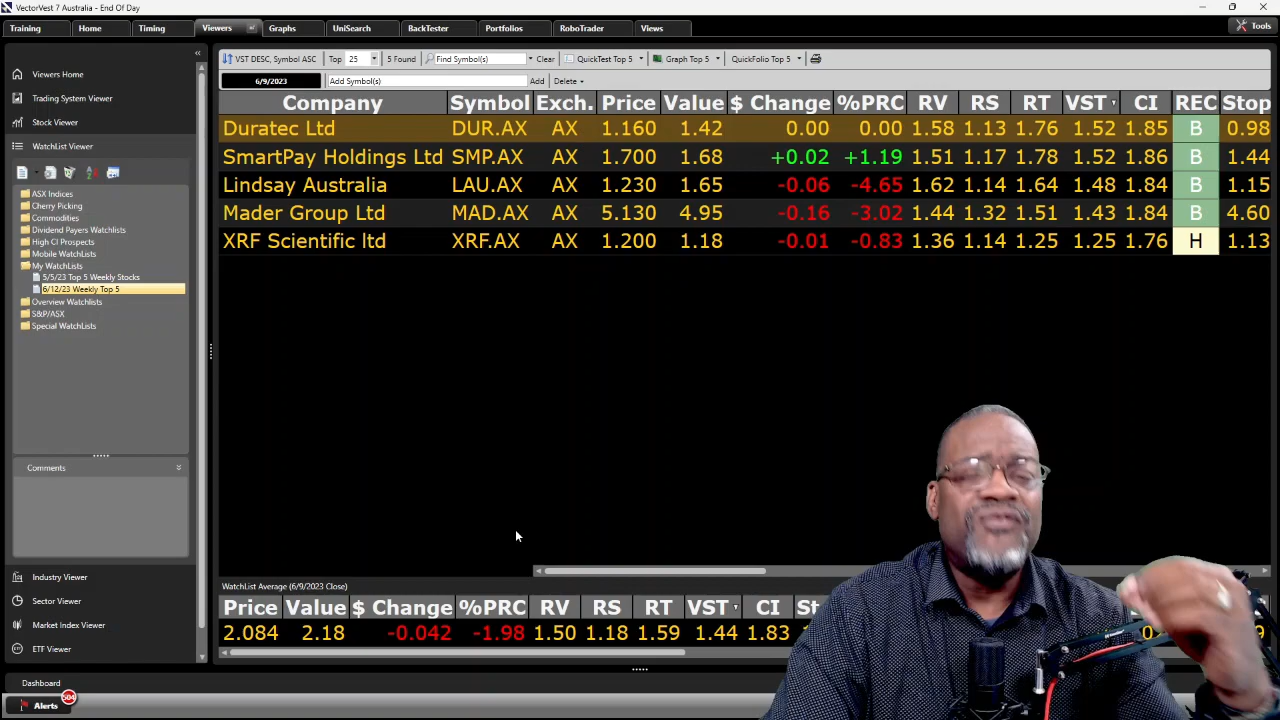 VectorVest 7 Australia - End Of Day
Training Home Timing Viewers Graphs UniSearch BackTester Portfolios RoboTrader Views Tools
VST DESC, Symbol ASC Top 25 5 Found Find Symbol(s) Clear QuickTest Top 5 Graph Top 5 QuickFolio Top 5
6/9/2023 Add Symbol(s) Add Delete
Viewers Home
Trading System Viewer
Stock Viewer
WatchList Viewer
ASX Indices
Cherry Picking
Commodities
Dividend Payers Watchlists
High CI Prospects
Mobile WatchLists
My WatchLists
5/5/23 Top 5 Weekly Stocks
6/12/23 Weekly Top 5
Overview Watchlists
S&P/ASX
Special WatchLists
Comments
Industry Viewer
Sector Viewer
Market Index Viewer
ETF Viewer
Company Symbol Exch. Price Value $ Change %PRC RV RS RT VST CI REC Stop
Duratec Ltd DUR.AX AX 1.160 1.42 0.00 0.00 1.58 1.13 1.76 1.52 1.85 B 0.98
SmartPay Holdings Ltd SMP.AX AX 1.700 1.68 +0.02 +1.19 1.51 1.17 1.78 1.52 1.86 B 1.44
Lindsay Australia LAU.AX AX 1.230 1.65 -0.06 -4.65 1.62 1.14 1.64 1.48 1.84 B 1.15
Mader Group Ltd MAD.AX AX 5.130 4.95 -0.16 -3.02 1.44 1.32 1.51 1.43 1.84 B 4.60
XRF Scientific ltd XRF.AX AX 1.200 1.18 -0.01 -0.83 1.36 1.14 1.25 1.25 1.76 H 1.13
WatchList Average (6/9/2023 Close)
Price Value $ Change %PRC RV RS RT VST CI
2.084 2.18 -0.042 -1.98 1.50 1.18 1.59 1.44 1.83
Dashboard
Alerts 504